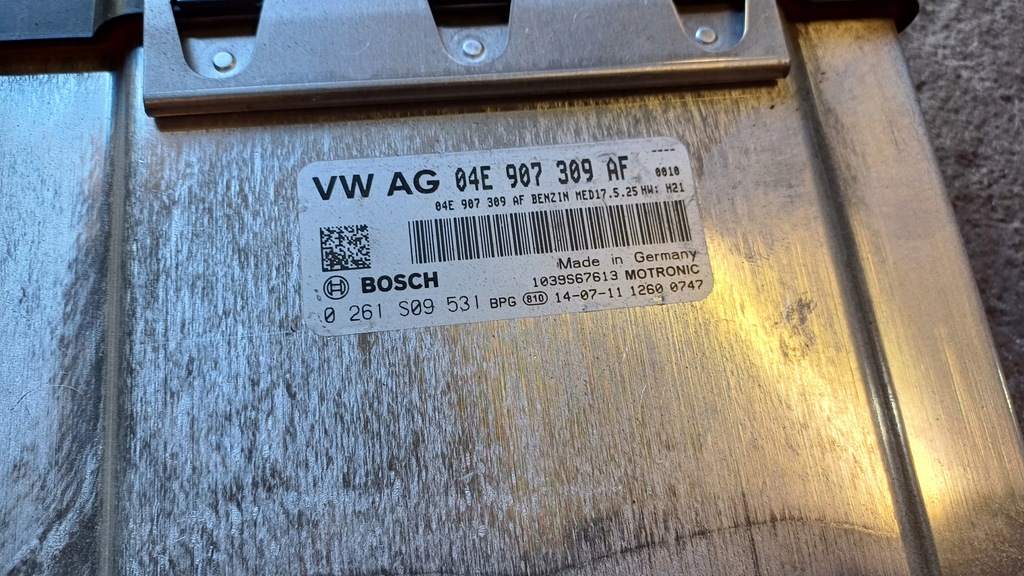 ----
VW AG 04E 907 309 AF 0010
04E 907 309 AF BENZIN MED17.5.25 HW: H21
Made in Germany
BOSCH 1039S67613 MOTRONIC
0 261 S09 531 BPG 810 14-07-11 1260 0747